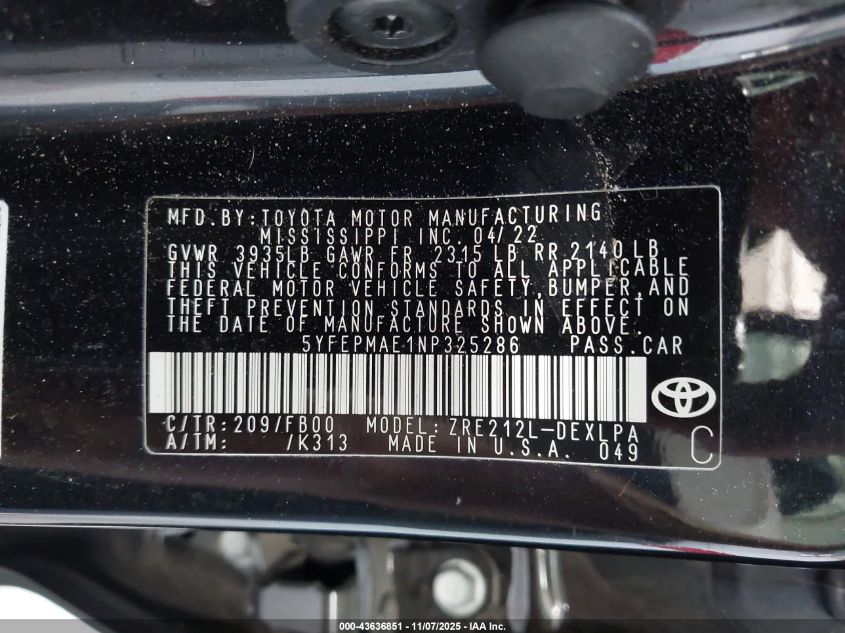 MFD.BY:TOYOTA MOTOR MANUFACTURING
MISSISSIPPI INC. 04/22
GVWR 3935LB GAWR FR 2315 LB RR 2140 LB
THIS VEHICLE CONFORMS TO ALL APPLICABLE
FEDERAL MOTOR VEHICLE SAFETY,BUMPER,AND
THEFT PREVENTION STANDARDS IN EFFECT ON
THE DATE OF MANUFACTURE SHOWN ABOVE.
5YFEPMAE1NP325286 PASS.CAR
C/TR:209/FB00 MODEL: ZRE212L-DEXLPA
A/TM: /K313 MADE IN U.S.A. 049 C
000-43636851 - 11/07/2025 - IAA Inc.